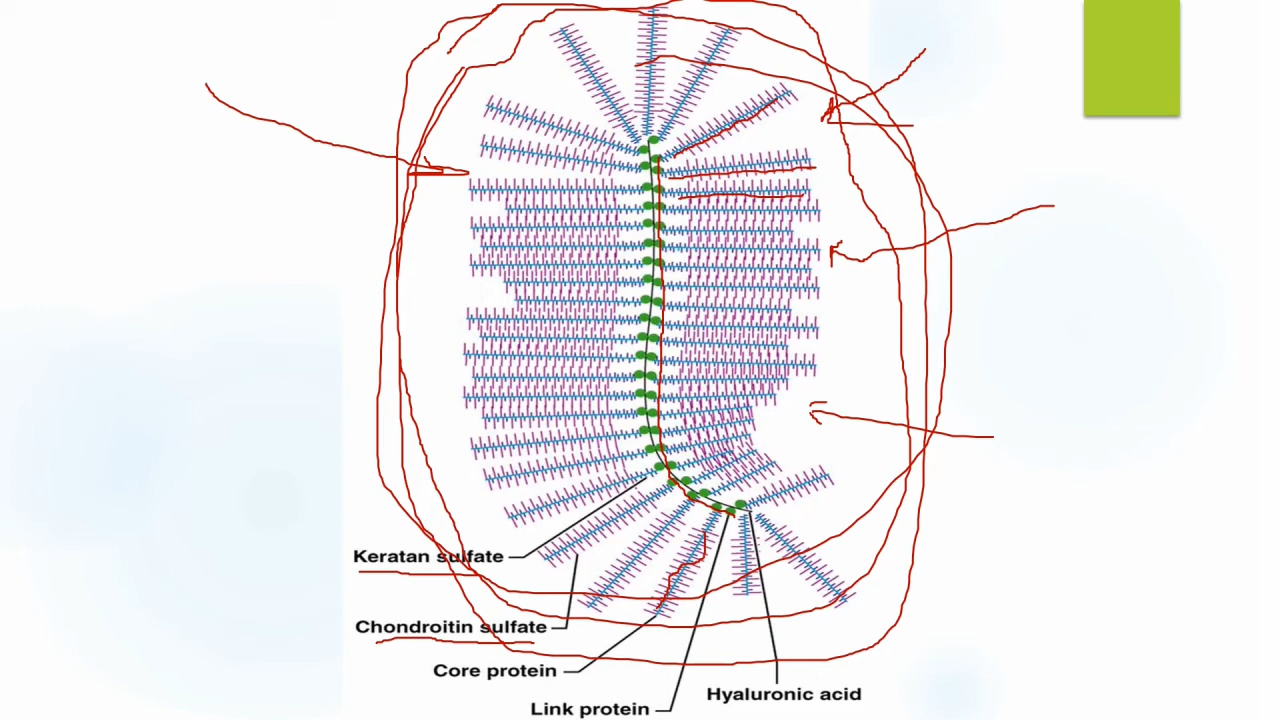 Keratan sulfate
Chondroitin sulfate
Core protein
Link protein
Hyaluronic acid